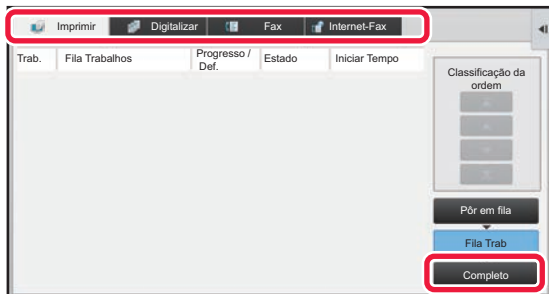 Imprimir Digitalizar Fax Internet-Fax
Trab. Fila Trabalhos Progresso / Def. Estado Iniciar Tempo
Classificação da
ordem
Pôr em fila
Fila Trab
Completo